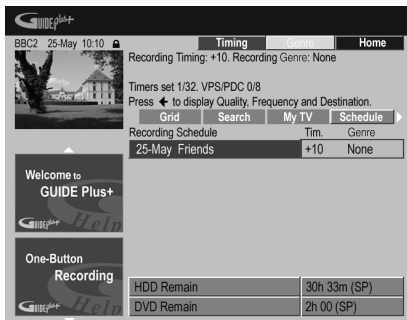 GUIDE Plus+
BBC2 25-May 10:10
Timing Genre Home
Recording Timing: +10. Recording Genre: None
Timers set 1/32. VPS/PDC 0/8
Press ← to display Quality, Frequency and Destination.
Grid Search My TV Schedule
Recording Schedule Tim. Genre
25-May Friends +10 None
Welcome to
GUIDE Plus+
GUIDE Plus+ Help
One-Button
Recording
GUIDE Plus+ Help
HDD Remain 30h 33m (SP)
DVD Remain 2h 00 (SP)